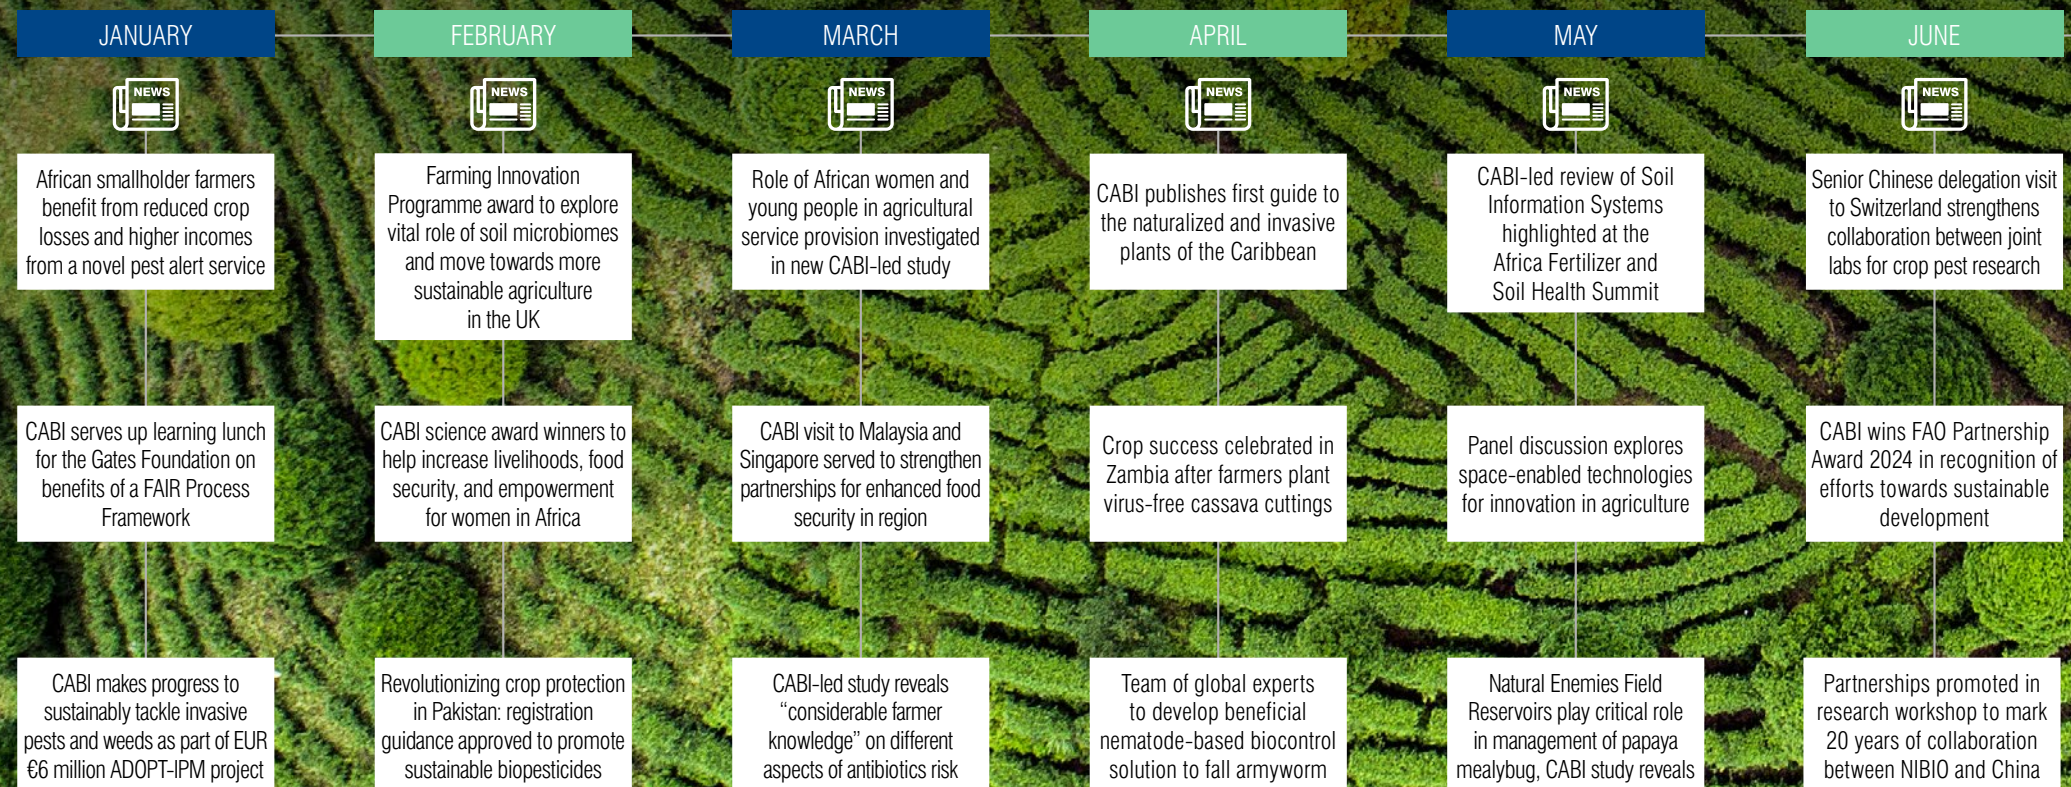 JANUARY
FEBRUARY
MARCH
APRIL
MAY
JUNE
NEWS
NEWS
NEWS
NEWS
NEWS
NEWS
African smallholder farmers
benefit from reduced crop
losses and higher incomes
from a novel pest alert service
Farming Innovation
Programme award to explore
vital role of soil microbiomes
and move towards more
sustainable agriculture
in the UK
Role of African women and
young people in agricultural
service provision investigated
in new CABI-led study
CABI publishes first guide to
the naturalized and invasive
plants of the Caribbean
CABI-led review of Soil
Information Systems
highlighted at the
Africa Fertilizer and
Soil Health Summit
Senior Chinese delegation visit
to Switzerland strengthens
collaboration between joint
labs for crop pest research
CABI serves up learning lunch
for the Gates Foundation on
benefits of a FAIR Process
Framework
CABI science award winners to
help increase livelihoods, food
security, and empowerment
for women in Africa
CABI visit to Malaysia and
Singapore served to strengthen
partnerships for enhanced food
security in region
Crop success celebrated in
Zambia after farmers plant
virus-free cassava cuttings
Panel discussion explores
space-enabled technologies
for innovation in agriculture
CABI wins FAO Partnership
Award 2024 in recognition of
efforts towards sustainable
development
CABI makes progress to
sustainably tackle invasive
pests and weeds as part of EUR
€6 million ADOPT-IPM project
Revolutionizing crop protection
in Pakistan: registration
guidance approved to promote
sustainable biopesticides
CABI-led study reveals
“considerable farmer
knowledge” on different
aspects of antibiotics risk
Team of global experts
to develop beneficial
nematode-based biocontrol
solution to fall armyworm
Natural Enemies Field
Reservoirs play critical role
in management of papaya
mealybug, CABI study reveals
Partnerships promoted in
research workshop to mark
20 years of collaboration
between NIBIO and China